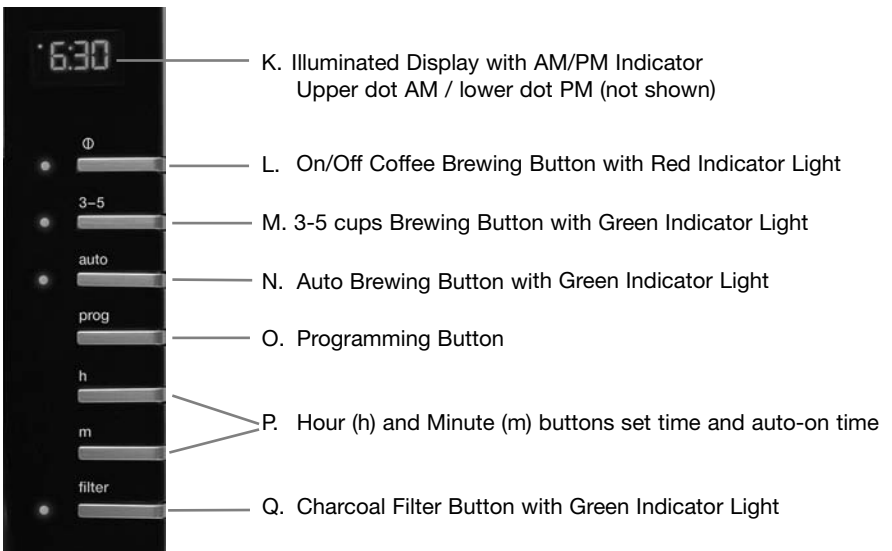 6:30
K. Illuminated Display with AM/PM Indicator
Upper dot AM / lower dot PM (not shown)
L. On/Off Coffee Brewing Button with Red Indicator Light
3–5
M. 3-5 cups Brewing Button with Green Indicator Light
auto
N. Auto Brewing Button with Green Indicator Light
prog
O. Programming Button
h
P. Hour (h) and Minute (m) buttons set time and auto-on time
m
filter
Q. Charcoal Filter Button with Green Indicator Light